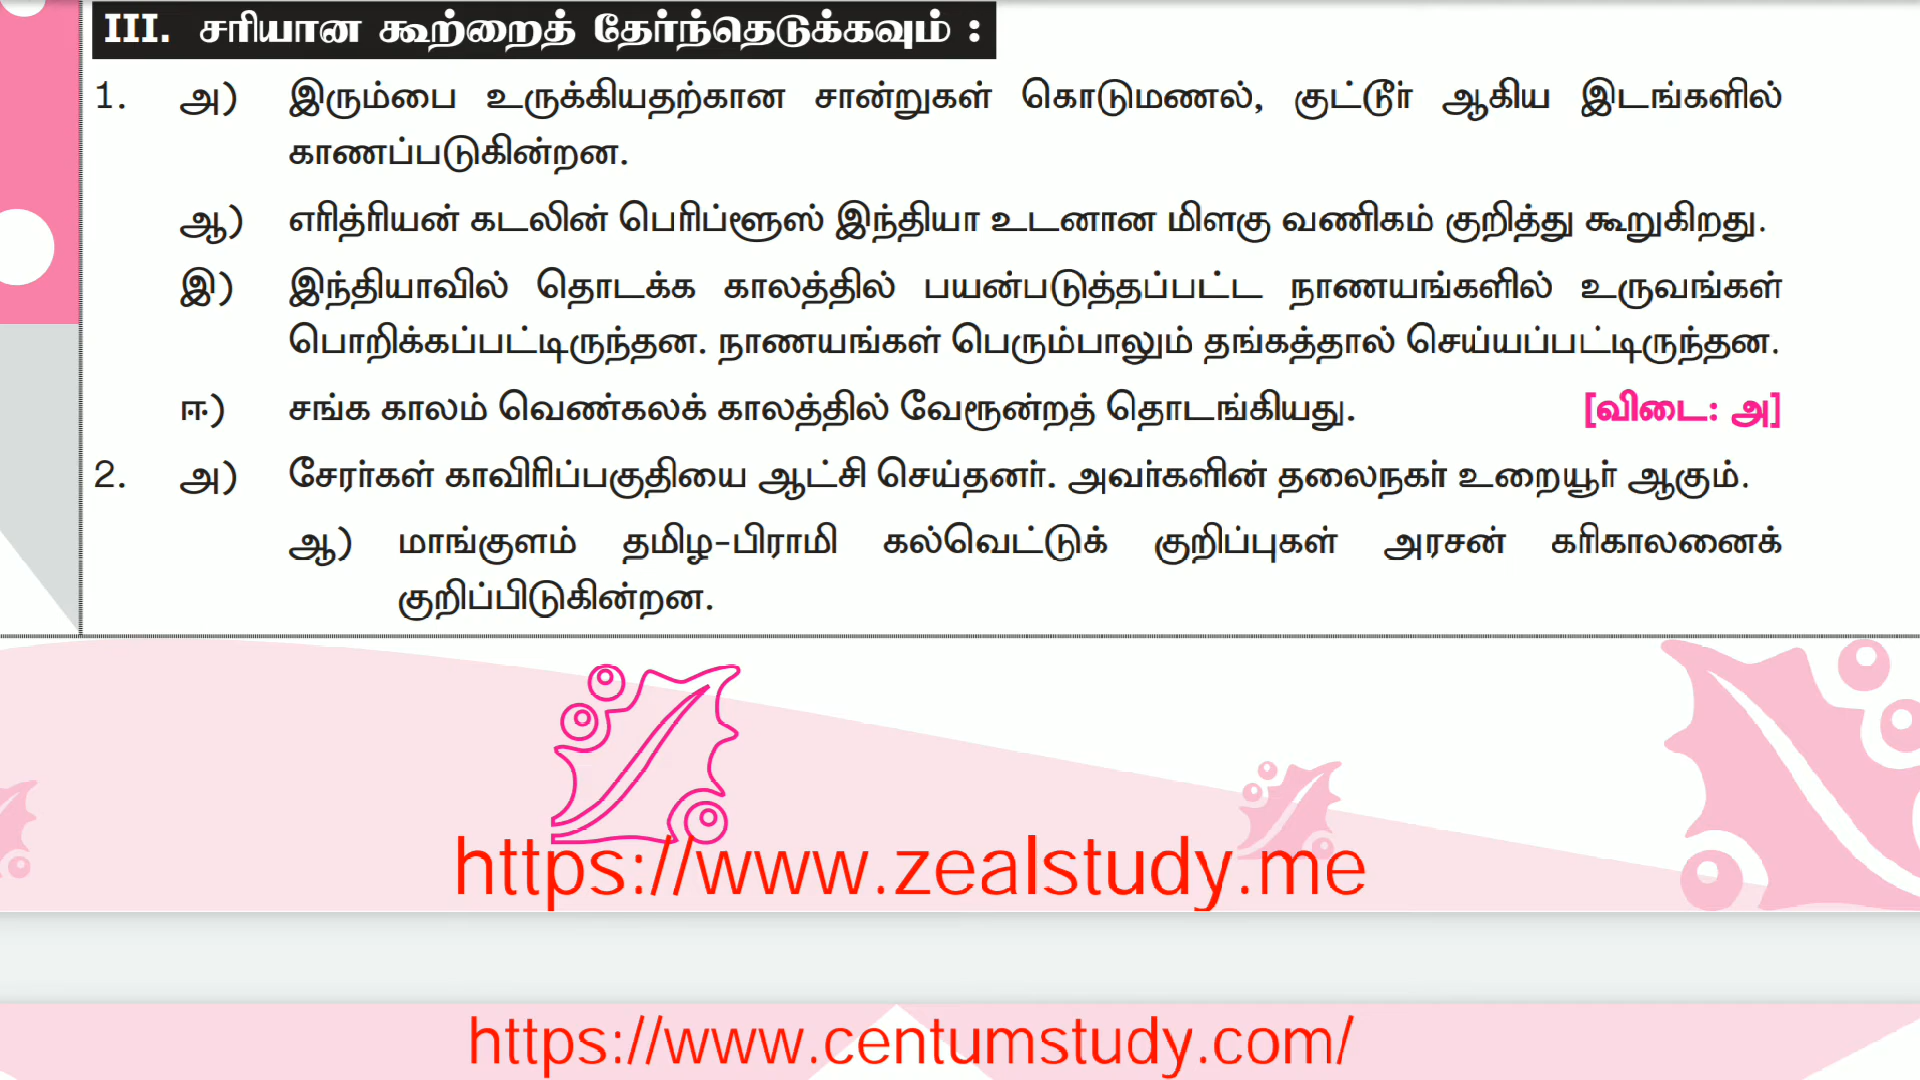 III. சரியான கூற்றைத் தேர்ந்தெடுக்கவும் :
1. அ) இரும்பை உருக்கியதற்கான சான்றுகள் கொடுமணல், குட்டூர் ஆகிய இடங்களில்
காணப்படுகின்றன.
ஆ) எரித்ரியன் கடலின் பெரிப்ளூஸ் இந்தியா உடனான மிளகு வணிகம் குறித்து கூறுகிறது.
இ) இந்தியாவில் தொடக்க காலத்தில் பயன்படுத்தப்பட்ட நாணயங்களில் உருவங்கள்
பொறிக்கப்பட்டிருந்தன. நாணயங்கள் பெரும்பாலும் தங்கத்தால் செய்யப்பட்டிருந்தன.
ஈ) சங்க காலம் வெண்கலக் காலத்தில் வேரூன்றத் தொடங்கியது. [விடை: அ]
2. அ) சேரர்கள் காவிரிப்பகுதியை ஆட்சி செய்தனர். அவர்களின் தலைநகர் உறையூர் ஆகும்.
ஆ) மாங்குளம் தமிழ-பிராமி கல்வெட்டுக் குறிப்புகள் அரசன் கரிகாலனைக்
குறிப்பிடுகின்றன.
https://www.zealstudy.me
https://www.centumstudy.com/